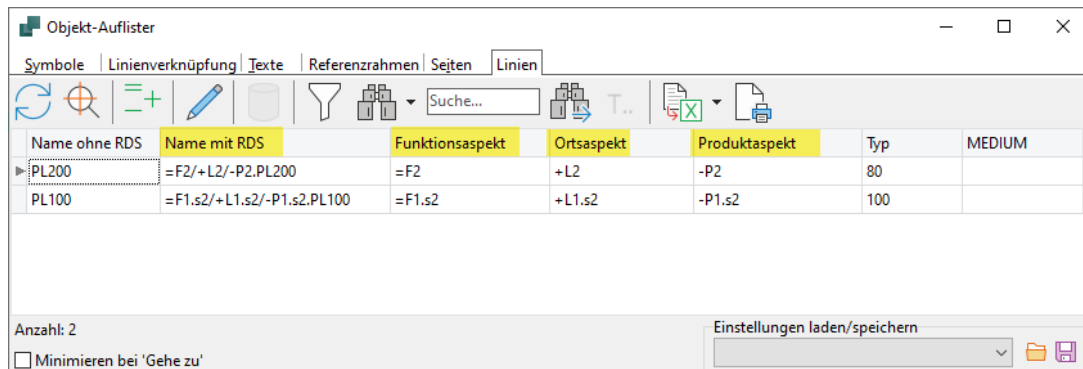 Objekt-Auflister
Symbole Linienverknüpfung Texte Referenzrahmen Seiten Linien
Suche... T..
Name ohne RDS Name mit RDS Funktionsaspekt Ortsaspekt Produktaspekt Typ MEDIUM
PL200 =F2/+L2/-P2.PL200 =F2 +L2 -P2 80
PL100 =F1.s2/+L1.s2/-P1.s2.PL100 =F1.s2 +L1.s2 -P1.s2 100
Anzahl: 2 Einstellungen laden/speichern
Minimieren bei 'Gehe zu'